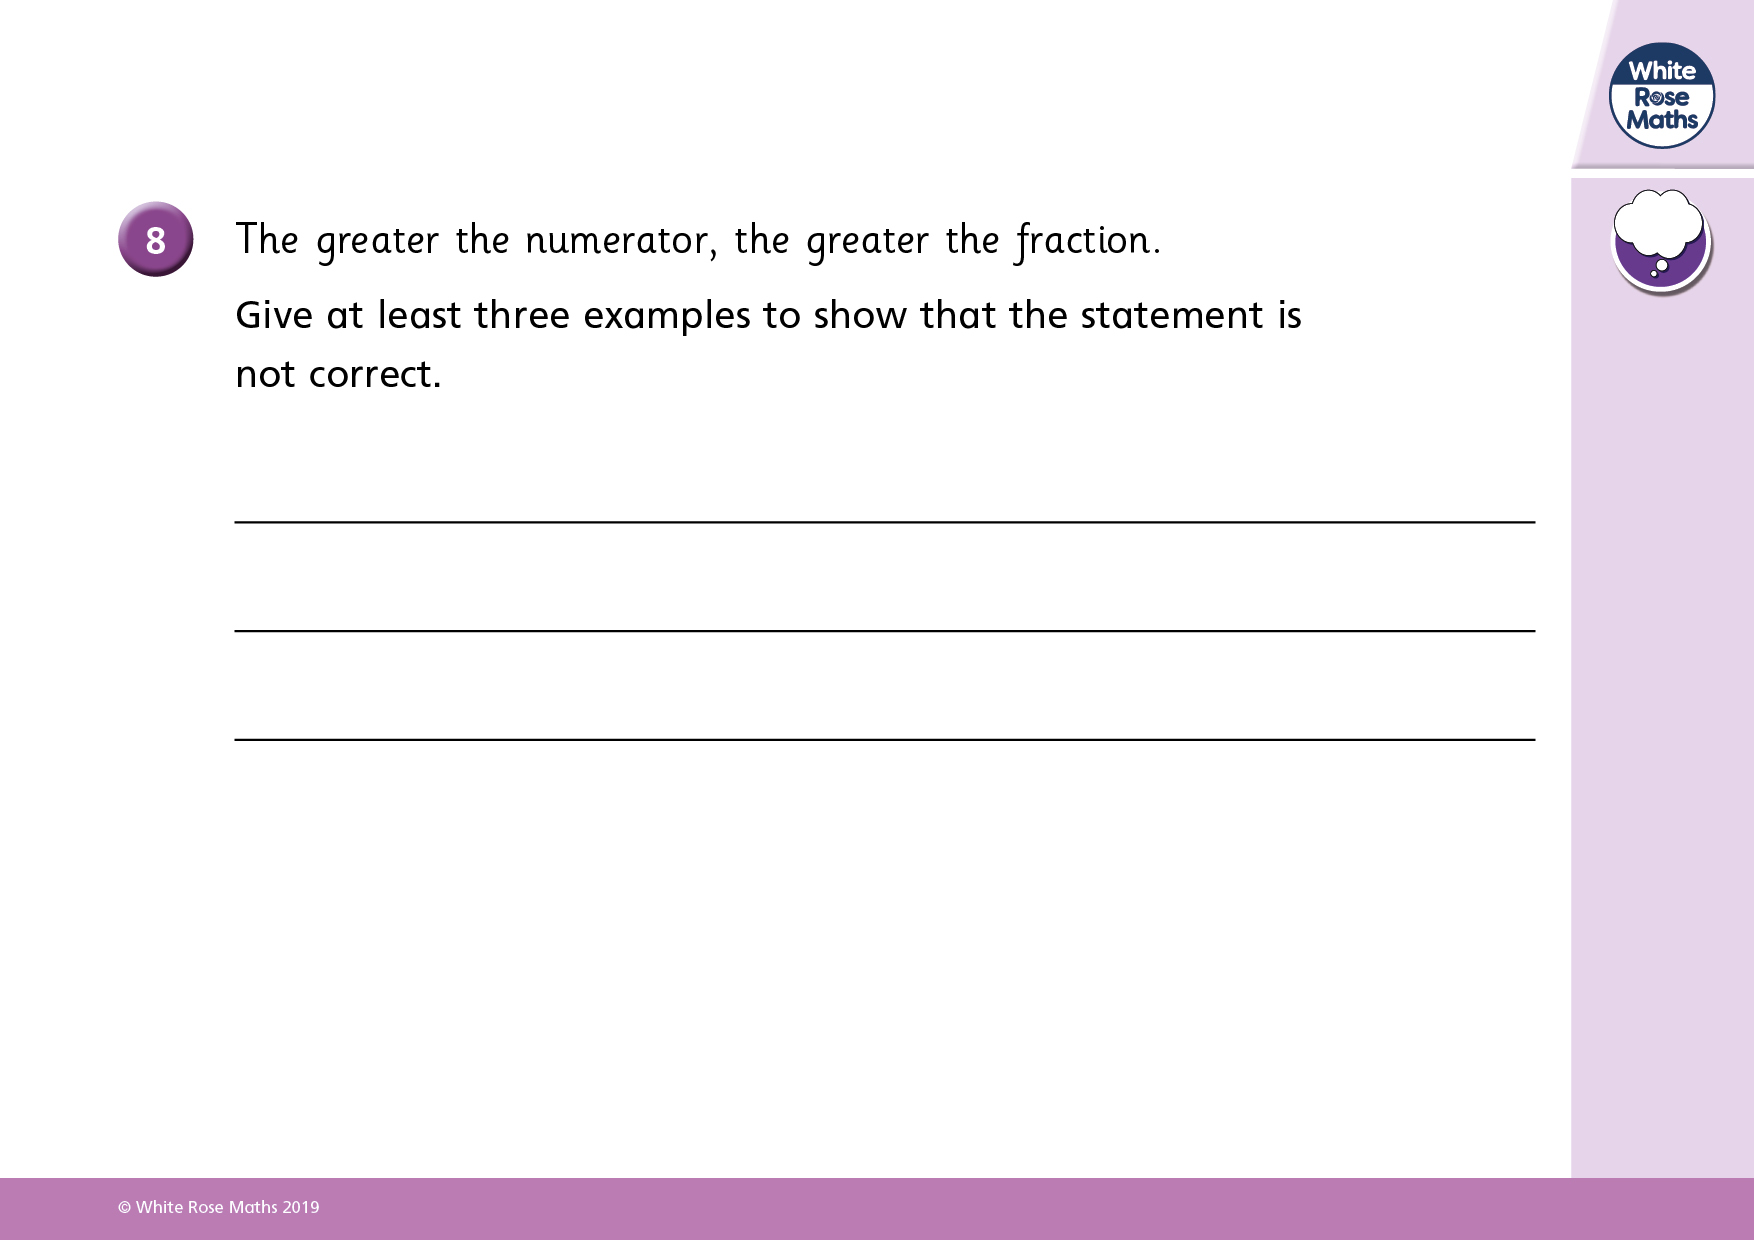 White
Rose
Maths
8
The greater the numerator, the greater the fraction.
Give at least three examples to show that the statement is
not correct.
© White Rose Maths 2019